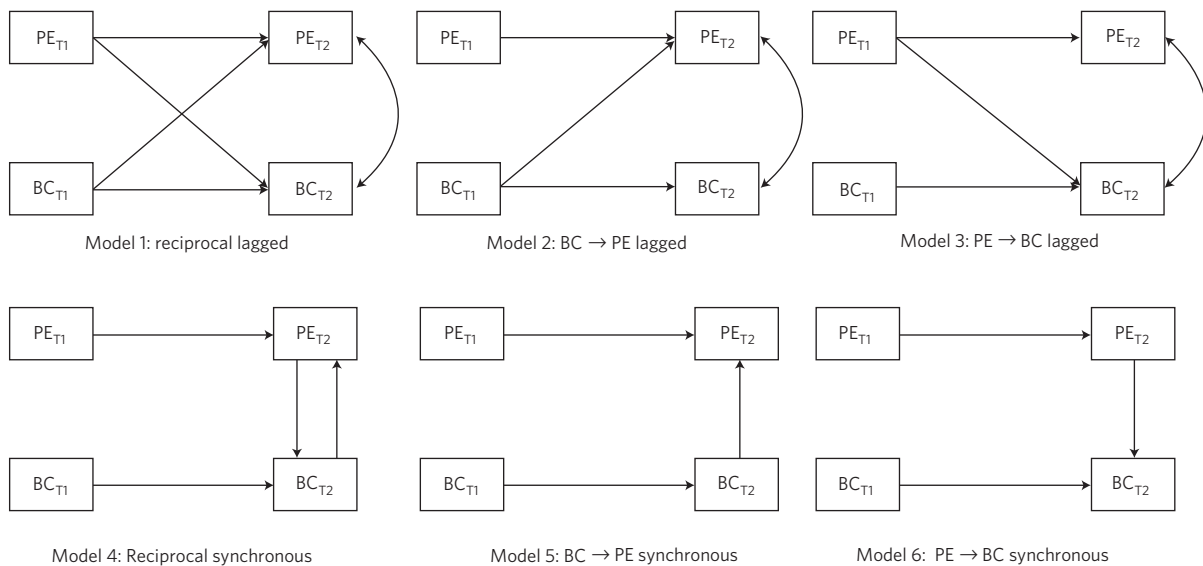 PE_T1 PE_T2 PE_T1 PE_T2 PE_T1 PE_T2
BC_T1 BC_T2 BC_T1 BC_T2 BC_T1 BC_T2
Model 1: reciprocal lagged Model 2: BC → PE lagged Model 3: PE → BC lagged
PE_T1 PE_T2 PE_T1 PE_T2 PE_T1 PE_T2
BC_T1 BC_T2 BC_T1 BC_T2 BC_T1 BC_T2
Model 4: Reciprocal synchronous Model 5: BC → PE synchronous Model 6: PE → BC synchronous